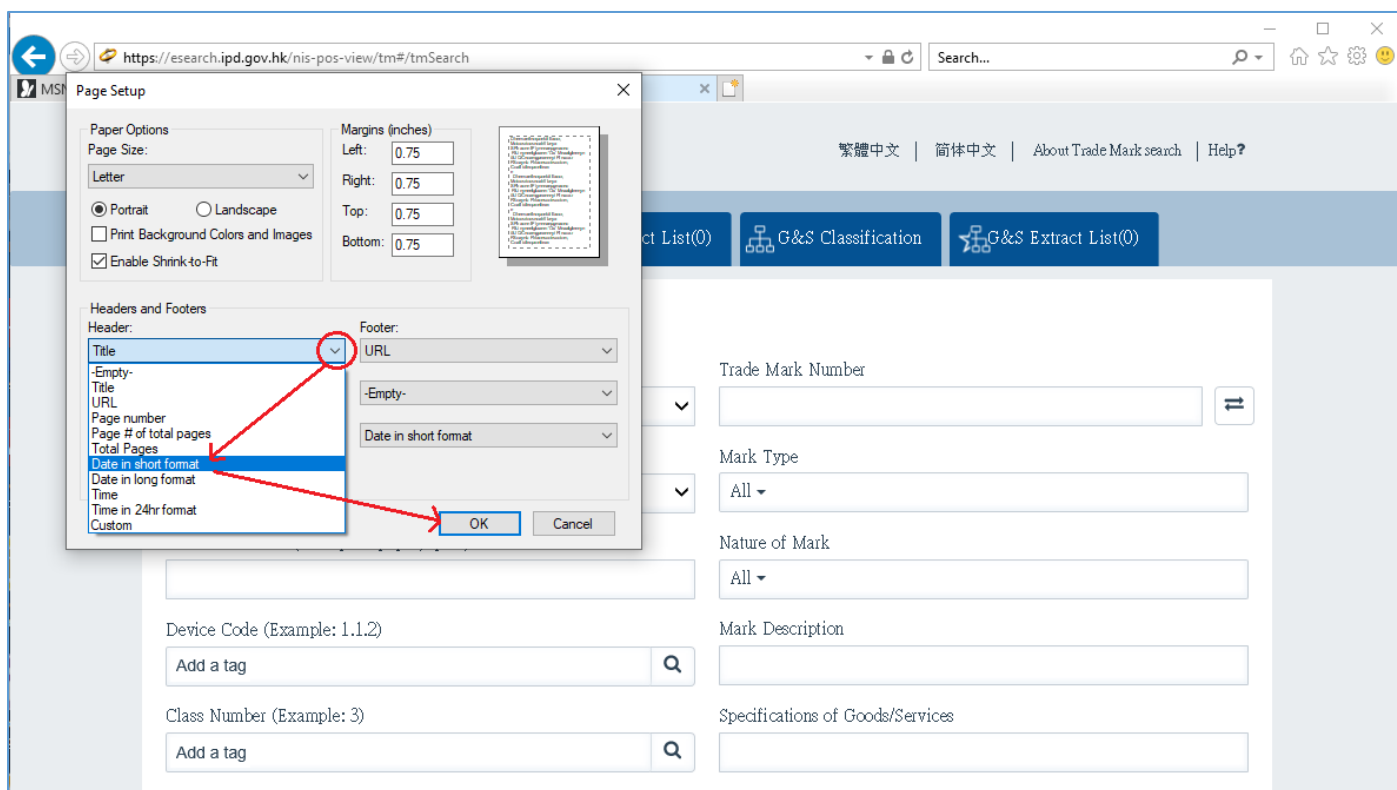 https://esearch.ipd.gov.hk/nis-pos-view/tm#/tmSearch
Search...
MSN
Page Setup
Paper Options
Page Size:
Letter
Portrait
Landscape
Print Background Colors and Images
Enable Shrink-to-Fit
Margins (inches)
Left: 0.75
Right: 0.75
Top: 0.75
Bottom: 0.75
Headers and Footers
Header:
Footer:
Title
URL
-Empty-
Title
URL
Page number
Page # of total pages
Total Pages
Date in short format
Date in long format
Time
Time in 24hr format
Custom
-Empty-
Date in short format
OK
Cancel
繁體中文 | 简体中文 | About Trade Mark search | Help?
List(0)
G&S Classification
G&S Extract List(0)
Trade Mark Number
Mark Type
All
Nature of Mark
All
Device Code (Example: 1.1.2)
Add a tag
Mark Description
Class Number (Example: 3)
Add a tag
Specifications of Goods/Services